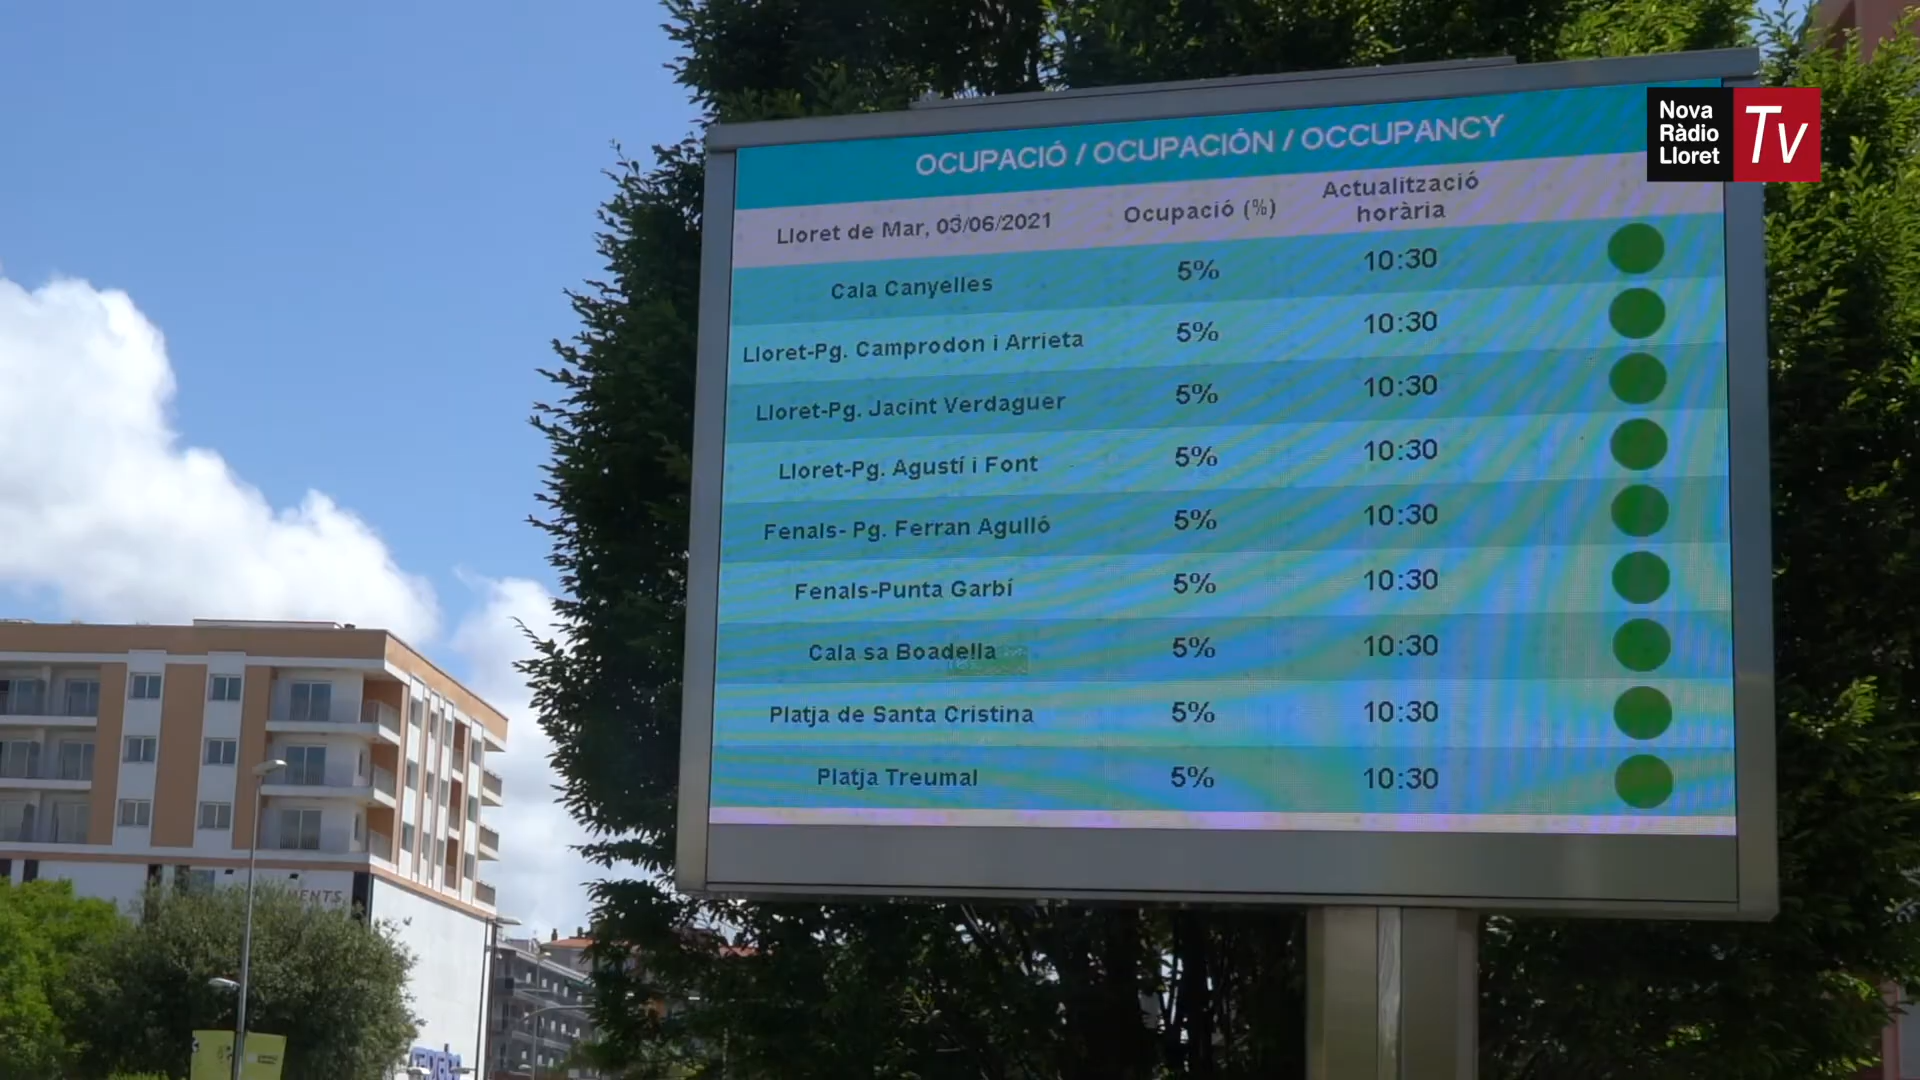 Nova
Ràdio
Lloret
Tv
OCUPACIÓ / OCUPACIÓN / OCCUPANCY
Lloret de Mar, 03/06/2021 Ocupació (%) Actualització horària
Cala Canyelles 5% 10:30
Lloret-Pg. Camprodon i Arrieta 5% 10:30
Lloret-Pg. Jacint Verdaguer 5% 10:30
Lloret-Pg. Agustí i Font 5% 10:30
Fenals- Pg. Ferran Agulló 5% 10:30
Fenals-Punta Garbí 5% 10:30
Cala sa Boadella 5% 10:30
Platja de Santa Cristina 5% 10:30
Platja Treumal 5% 10:30